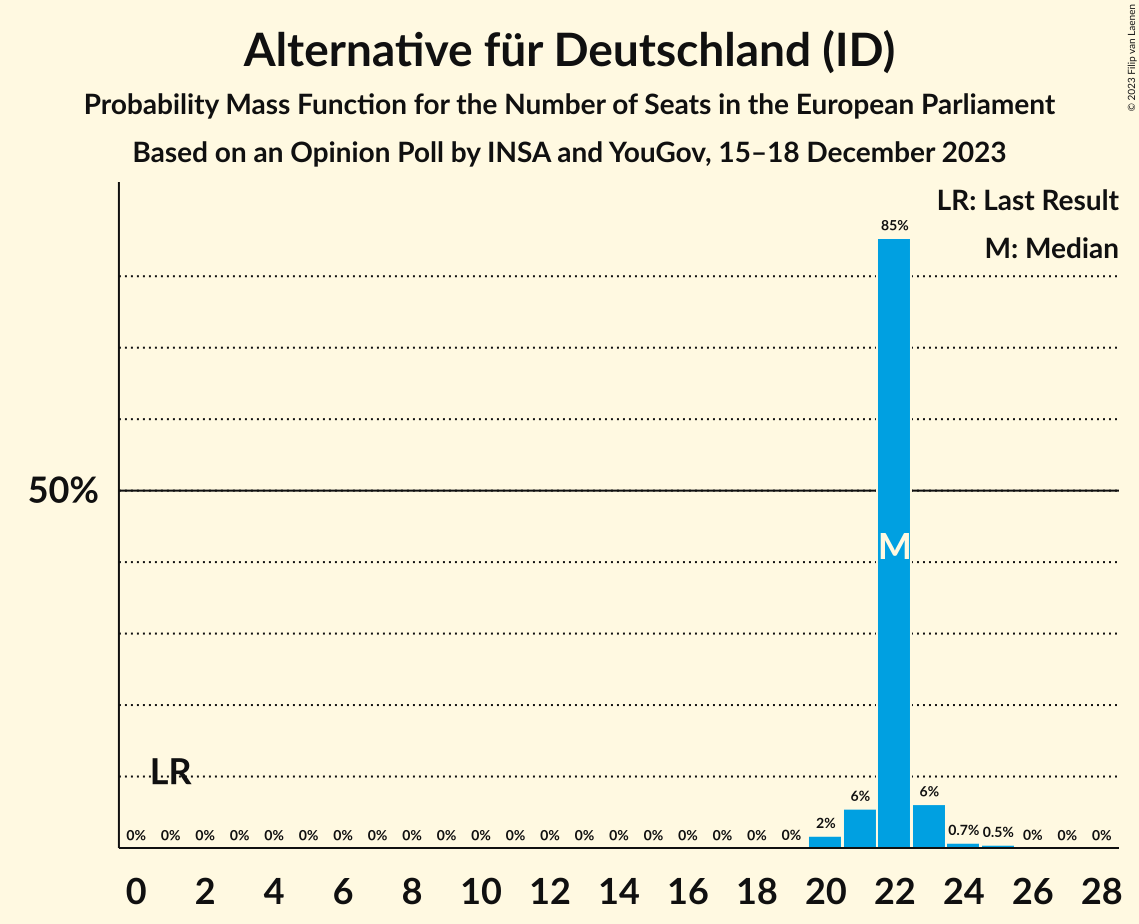 Alternative für Deutschland (ID)
Probability Mass Function for the Number of Seats in the European Parliament
Based on an Opinion Poll by INSA and YouGov, 15–18 December 2023
© 2023 Filip van Laenen
LR: Last Result
M: Median
85%
50%
M
LR
0% 0% 0% 0% 0% 0% 0% 0% 0% 0% 0% 0% 0% 0% 0% 0% 0% 0% 0% 0% 2% 6% 6% 0.7% 0.5% 0% 0% 0%
0 2 4 6 8 10 12 14 16 18 20 22 24 26 28